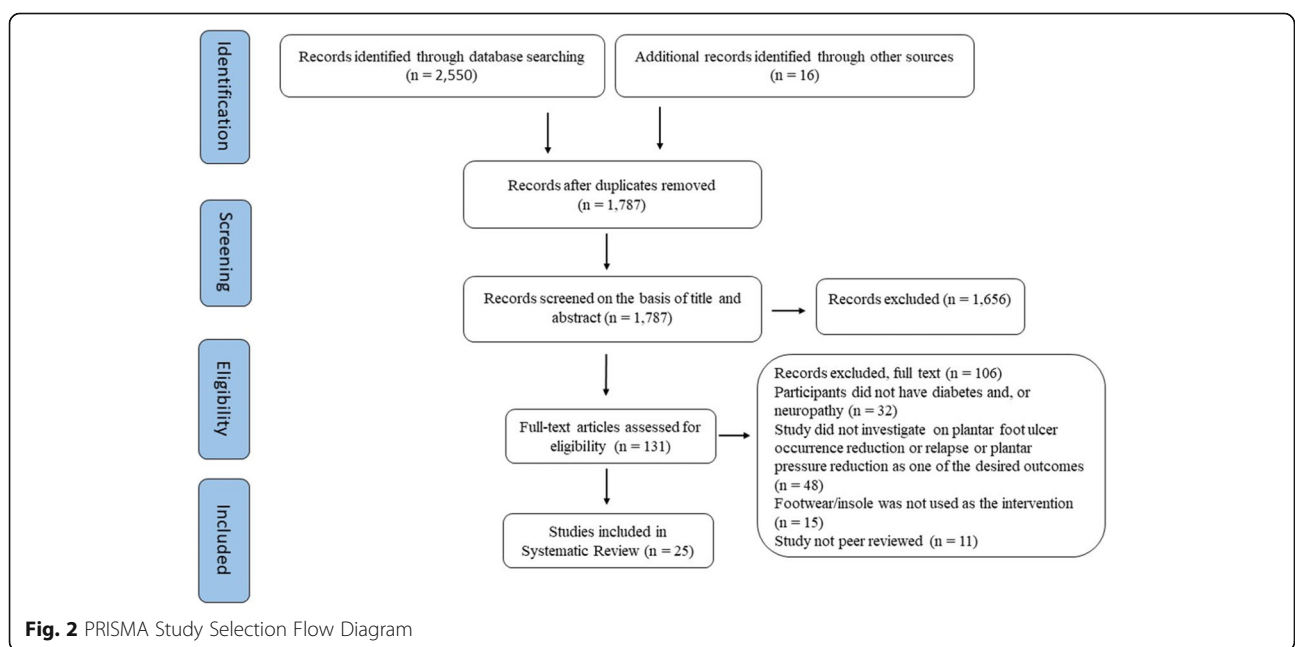 Identification
Records identified through database searching
(n = 2,550)
Additional records identified through other sources
(n = 16)
Records after duplicates removed
(n = 1,787)
Screening
Records screened on the basis of title and
abstract (n = 1,787)
Records excluded (n = 1,656)
Eligibility
Full-text articles assessed for
eligibility (n = 131)
Records excluded, full text (n = 106)
Participants did not have diabetes and, or
neuropathy (n = 32)
Study did not investigate on plantar foot ulcer
occurrence reduction or relapse or plantar
pressure reduction as one of the desired outcomes
(n = 48)
Footwear/insole was not used as the intervention
(n = 15)
Study not peer reviewed (n = 11)
Included
Studies included in
Systematic Review (n = 25)
Fig. 2 PRISMA Study Selection Flow Diagram